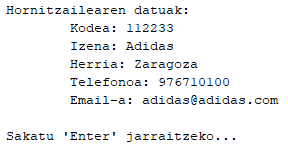 Hornitzailearen datuak:
Kodea: 112233
Izena: Adidas
Herria: Zaragoza
Telefonoa: 976710100
Email-a: adidas@adidas.com
Sakatu 'Enter' jarraitzeko...